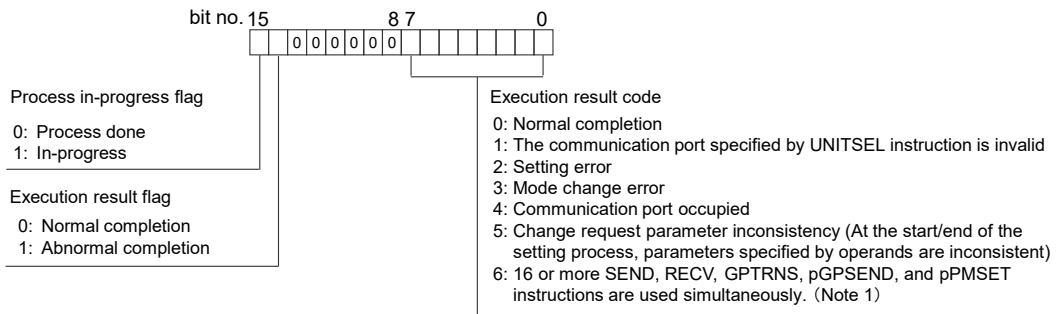 bit no. 15 8 7 0
0 0 0 0 0 0
Process in-progress flag
0: Process done
1: In-progress
Execution result flag
0: Normal completion
1: Abnormal completion
Execution result code
0: Normal completion
1: The communication port specified by UNITSEL instruction is invalid
2: Setting error
3: Mode change error
4: Communication port occupied
5: Change request parameter inconsistency (At the start/end of the
setting process, parameters specified by operands are inconsistent)
6: 16 or more SEND, RECV, GPTRNS, pGPSEND, and pPMSET
instructions are used simultaneously. （Note 1）